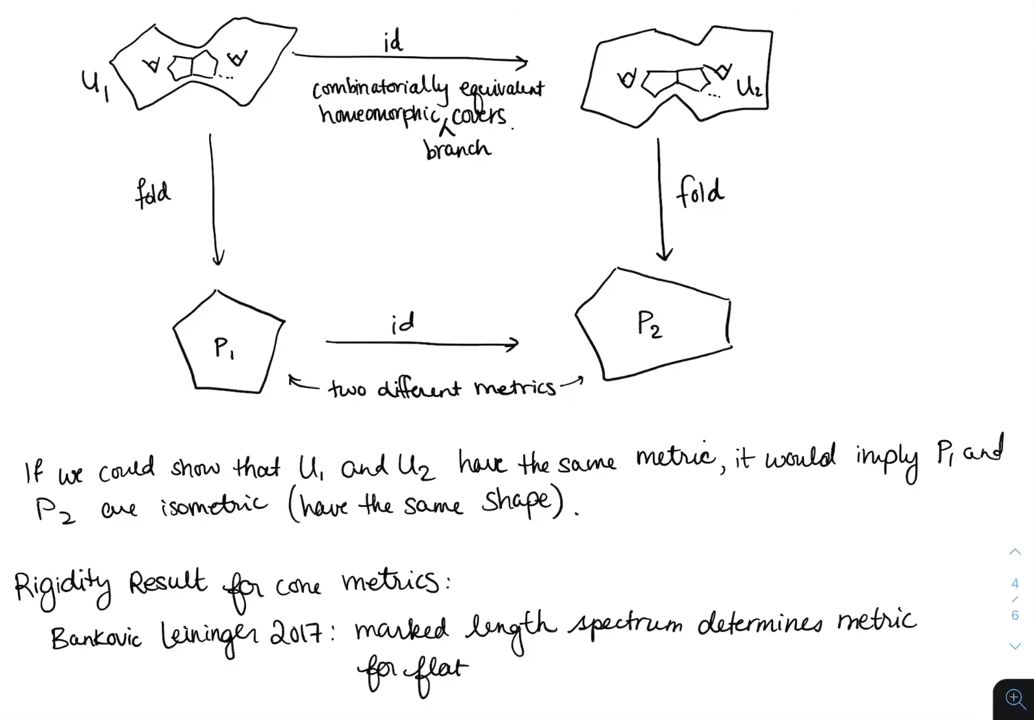 id
U₁
∀
∀
...
∀
∀
...
U₂
combinatorially equivalent
homeomorphic, covers.
branch
fold
fold
P₁
id
P₂
two different metrics
If we could show that U₁ and U₂ have the same metric, it would imply P₁ and
P₂ are isometric (have the same shape).
Rigidity Result for cone metrics:
Bankovic Leininger 2017: marked length spectrum determines metric
for flat
4
/
6